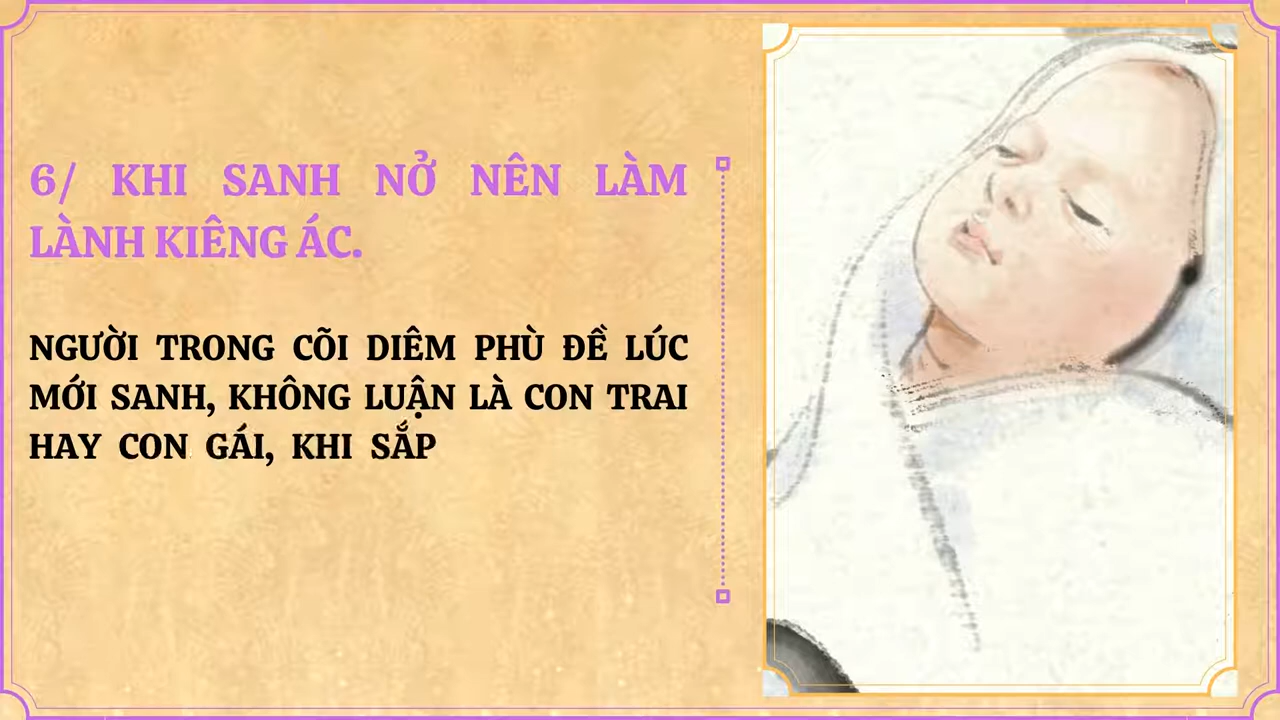 6/ KHI SANH NỞ NÊN LÀM
LÀNH KIÊNG ÁC.
NGƯỜI TRONG CÕI DIÊM PHÙ ĐỀ LÚC
MỚI SANH, KHÔNG LUẬN LÀ CON TRAI
HAY CON GÁI, KHI SẮP